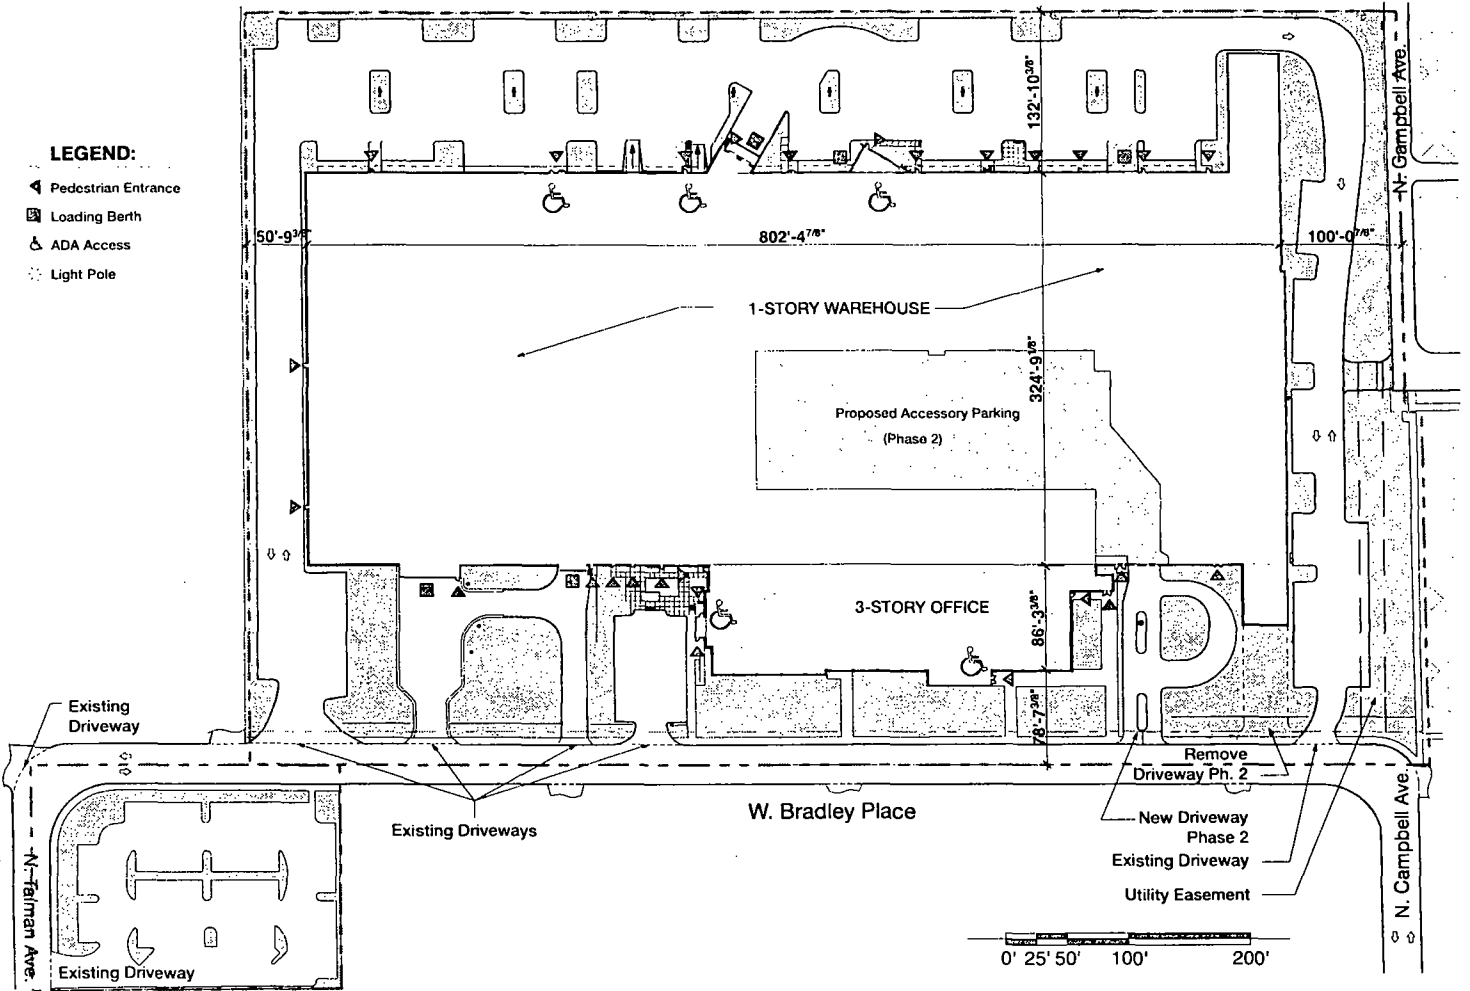 132'-10 3/8"
N. Campbell Ave.
LEGEND:
Pedestrian Entrance
Loading Berth
ADA Access
Light Pole
50'-9 3/8"
802'-4 7/8"
100'-0 7/8"
1-STORY WAREHOUSE
324'-9 1/8"
Proposed Accessory Parking
(Phase 2)
3-STORY OFFICE
86'-3 3/8"
78'-7 3/8"
Existing
Driveway
Remove
Driveway Ph. 2
W. Bradley Place
Existing Driveways
New Driveway
Phase 2
Existing Driveway
Utility Easement
N. Talman Ave.
N. Campbell Ave.
Existing Driveway
0' 25' 50' 100' 200'